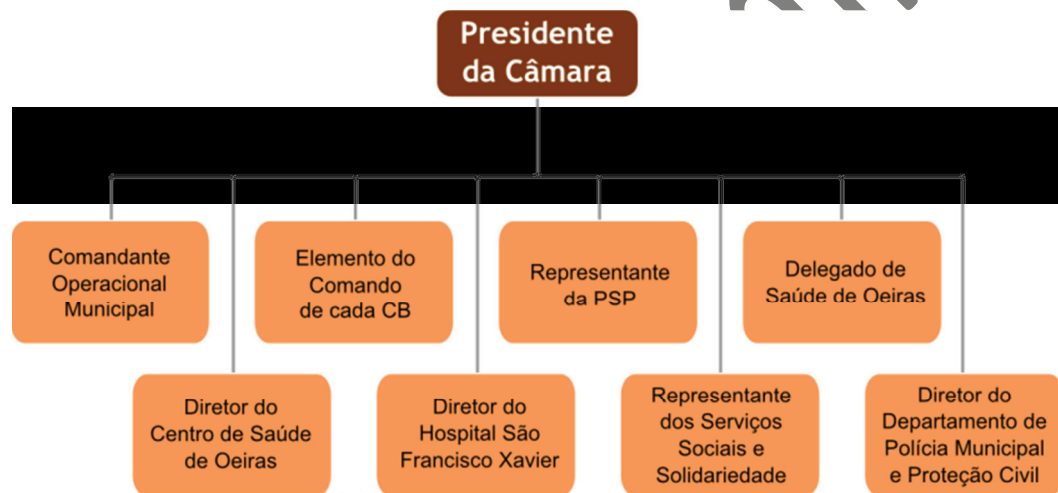 Presidente
da Câmara
Comandante
Operacional
Municipal
Elemento do
Comando
de cada CB
Representante
da PSP
Delegado de
Saúde de Oeiras
Diretor do
Centro de Saúde
de Oeiras
Diretor do
Hospital São
Francisco Xavier
Representante
dos Serviços
Sociais e
Solidariedade
Diretor do
Departamento de
Polícia Municipal
e Proteção Civil